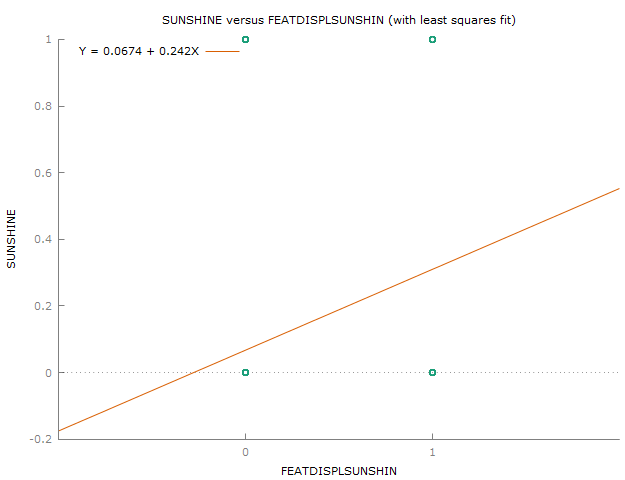 SUNSHINE versus FEATDISPLSUNSHIN (with least squares fit)
Y = 0.0674 + 0.242X
1
0.8
0.6
0.4
0.2
0
-0.2
SUNSHINE
0 1
FEATDISPLSUNSHIN